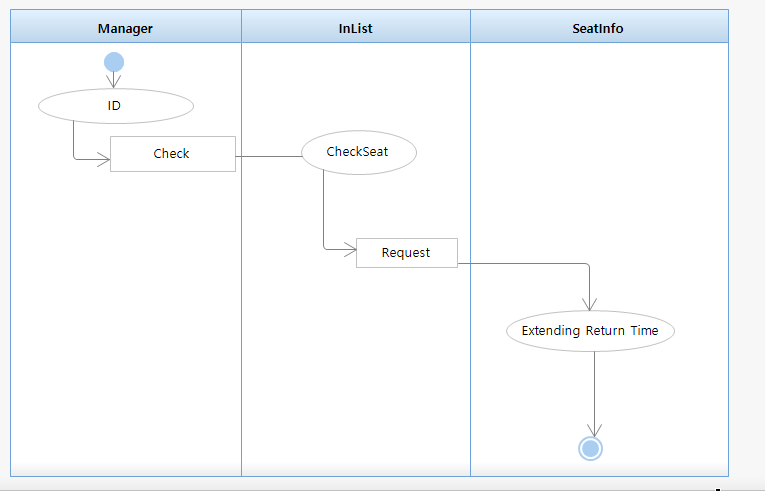 Manager
InList
SeatInfo
ID
Check
CheckSeat
Request
Extending Return Time